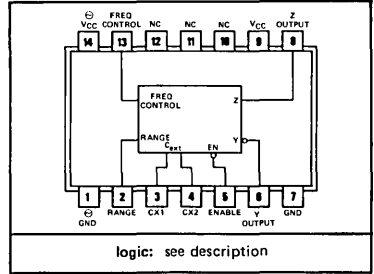 ⊖ FREQ Z
VCC CONTROL NC NC NC VCC OUTPUT
14 13 12 11 10 9 8
FREQ
CONTROL Z
RANGE Y
Cext EN
1 2 3 4 5 6 7
⊖ RANGE CX1 CX2 ENABLE Y GND
GND OUTPUT
logic: see description